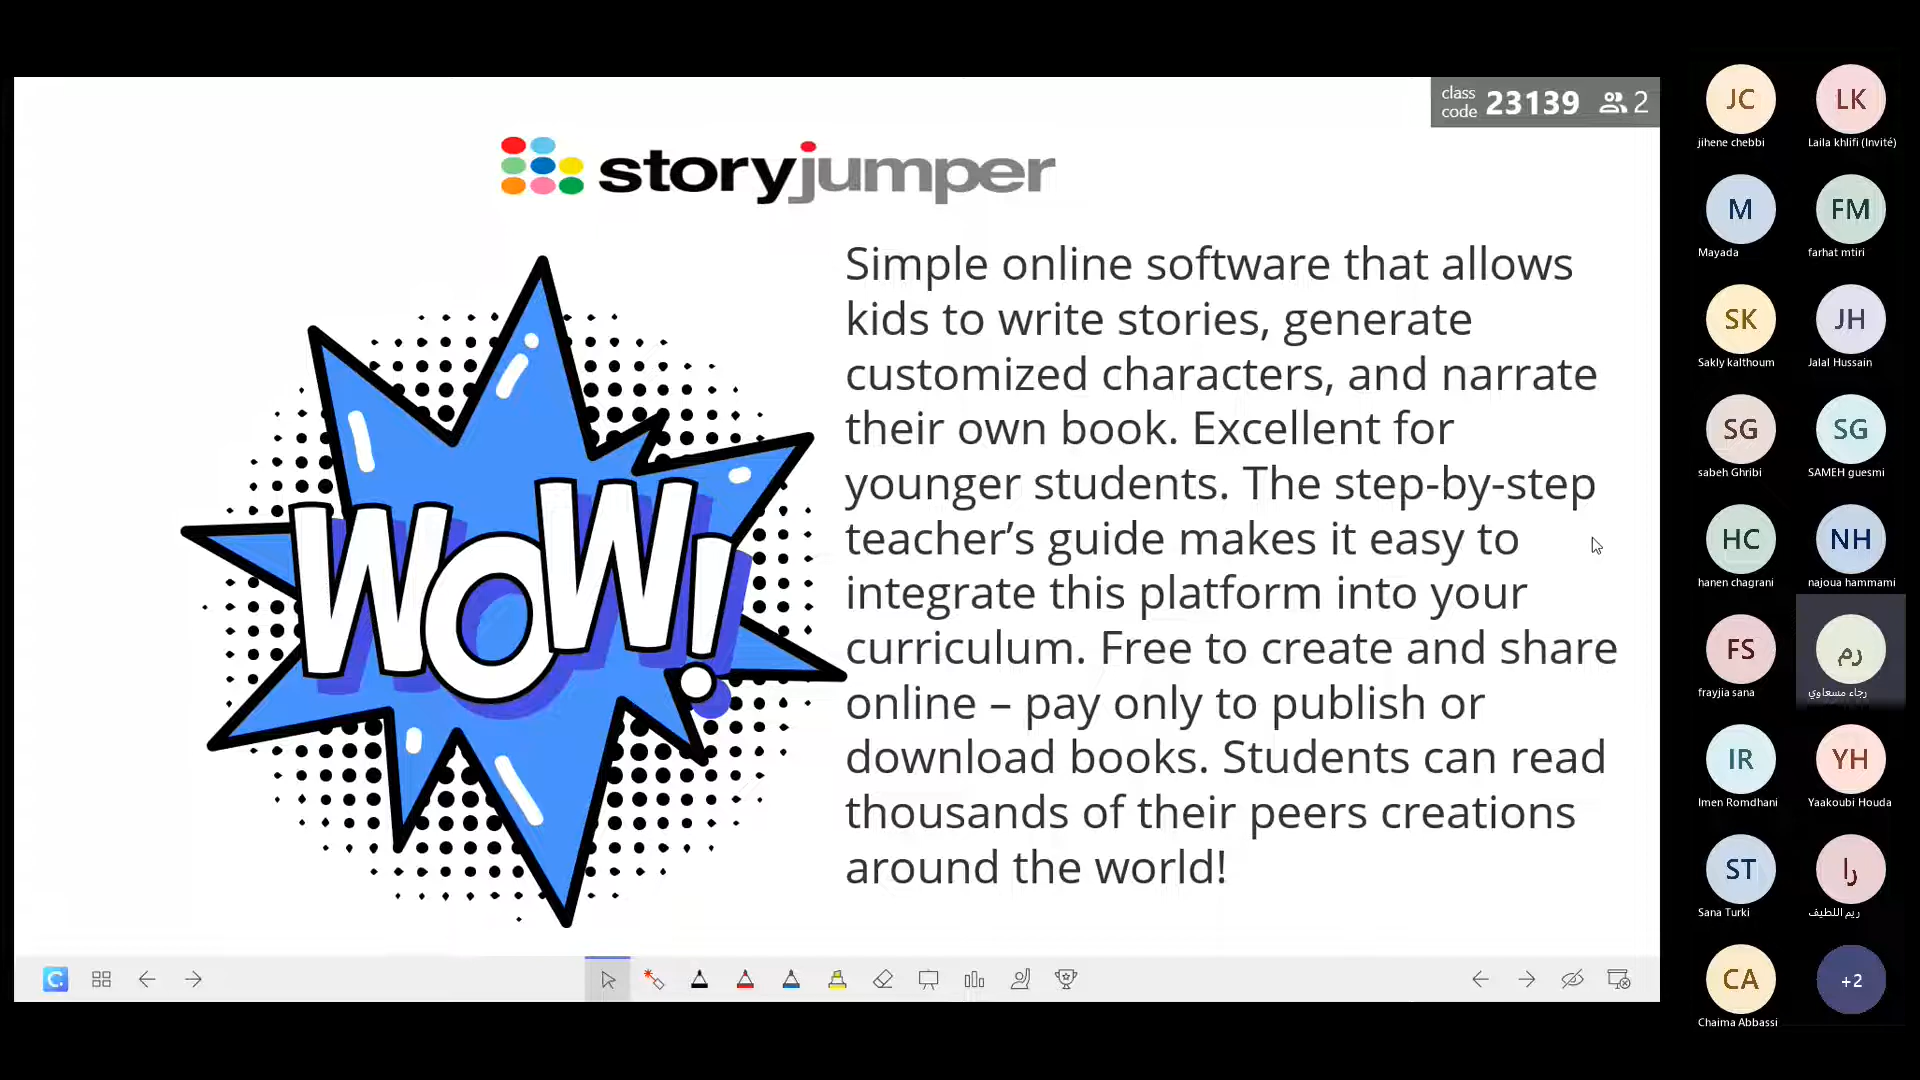 class
code 23139 2
storyjumper
Simple online software that allows
kids to write stories, generate
customized characters, and narrate
their own book. Excellent for
younger students. The step-by-step
teacher’s guide makes it easy to
integrate this platform into your
curriculum. Free to create and share
online – pay only to publish or
download books. Students can read
thousands of their peers creations
around the world!
WOW!
JC
jihene chebbi
LK
Laila khlifi (Invité)
M
Mayada
FM
farhat mtiri
SK
Sakly kalthoum
JH
Jalal Hussain
SG
sabeh Ghribi
SG
SAMEH guesmi
HC
hanen chagrani
NH
najoua hammami
FS
frayjia sana
رم
رجاء مسعاوي
IR
Imen Romdhani
YH
Yaakoubi Houda
ST
Sana Turki
را
ريم اللطيف
CA
Chaima Abbassi
+2